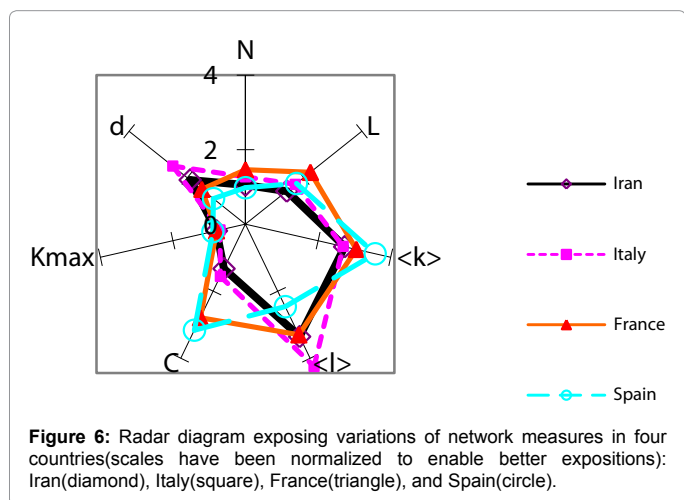 N
4
d
L
2
0
Kmax
<k>
C
<l>
Iran
Italy
France
Spain
Figure 6: Radar diagram exposing variations of network measures in four
countries(scales have been normalized to enable better expositions):
Iran(diamond), Italy(square), France(triangle), and Spain(circle).